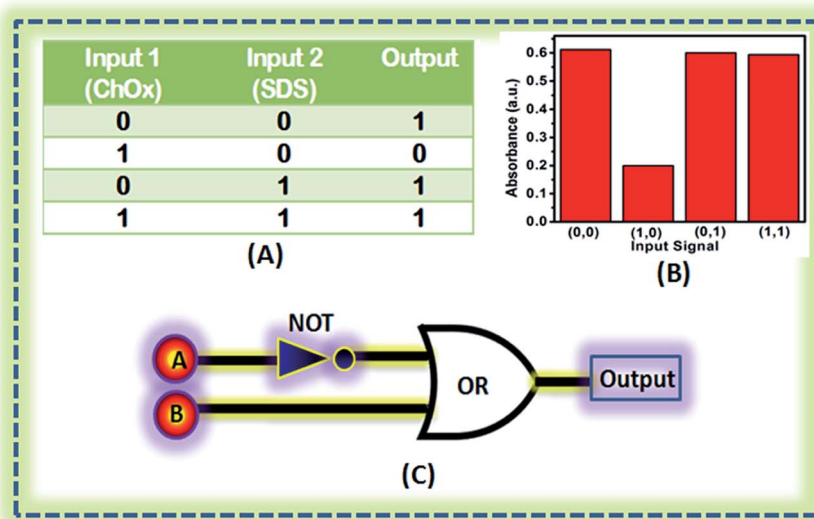 Input 1 Input 2 Output
(ChOx) (SDS)
0 0 1
1 0 0
0 1 1
1 1 1
(A)
Absorbance (a.u.)
0.6
0.5
0.4
0.3
0.2
0.1
0.0
(0,0) (1,0) (0,1) (1,1)
Input Signal
(B)
NOT
A
B
OR
Output
(C)